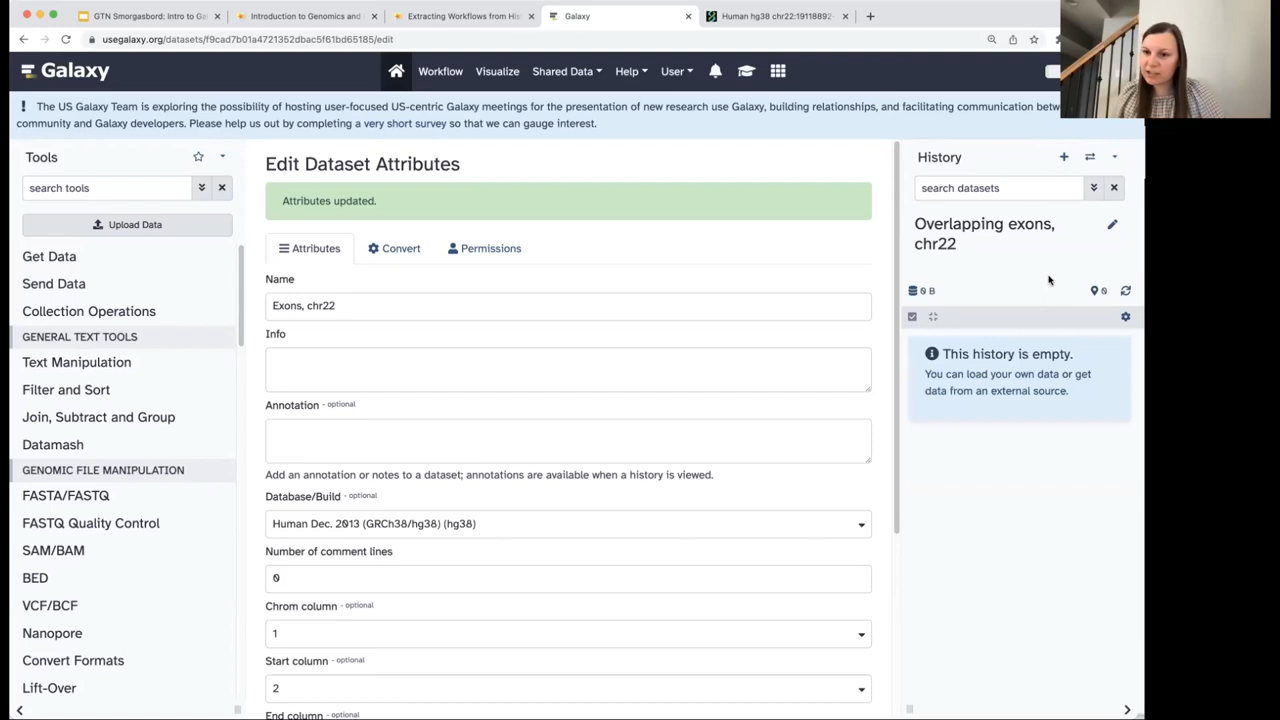 GTN Smorgasbord: Intro to Ga
Introduction to Genomics and
Extracting Workflows from His
Galaxy
Human hg38 chr22:19118892-
usegalaxy.org/datasets/f9cad7b01a4721352dbac5f61bd65185/edit
Galaxy
Workflow
Visualize
Shared Data
Help
User
The US Galaxy Team is exploring the possibility of hosting user-focused US-centric Galaxy meetings for the presentation of new research use Galaxy, building relationships, and facilitating communication betw
community and Galaxy developers. Please help us out by completing a very short survey so that we can gauge interest.
Tools
search tools
Upload Data
Get Data
Send Data
Collection Operations
GENERAL TEXT TOOLS
Text Manipulation
Filter and Sort
Join, Subtract and Group
Datamash
GENOMIC FILE MANIPULATION
FASTA/FASTQ
FASTQ Quality Control
SAM/BAM
BED
VCF/BCF
Nanopore
Convert Formats
Lift-Over
Edit Dataset Attributes
Attributes updated.
Attributes
Convert
Permissions
Name
Exons, chr22
Info
Annotation - optional
Add an annotation or notes to a dataset; annotations are available when a history is viewed.
Database/Build - optional
Human Dec. 2013 (GRCh38/hg38) (hg38)
Number of comment lines
0
Chrom column - optional
1
Start column - optional
2
End column - optional
History
search datasets
Overlapping exons,
chr22
0 B
0
This history is empty.
You can load your own data or get
data from an external source.